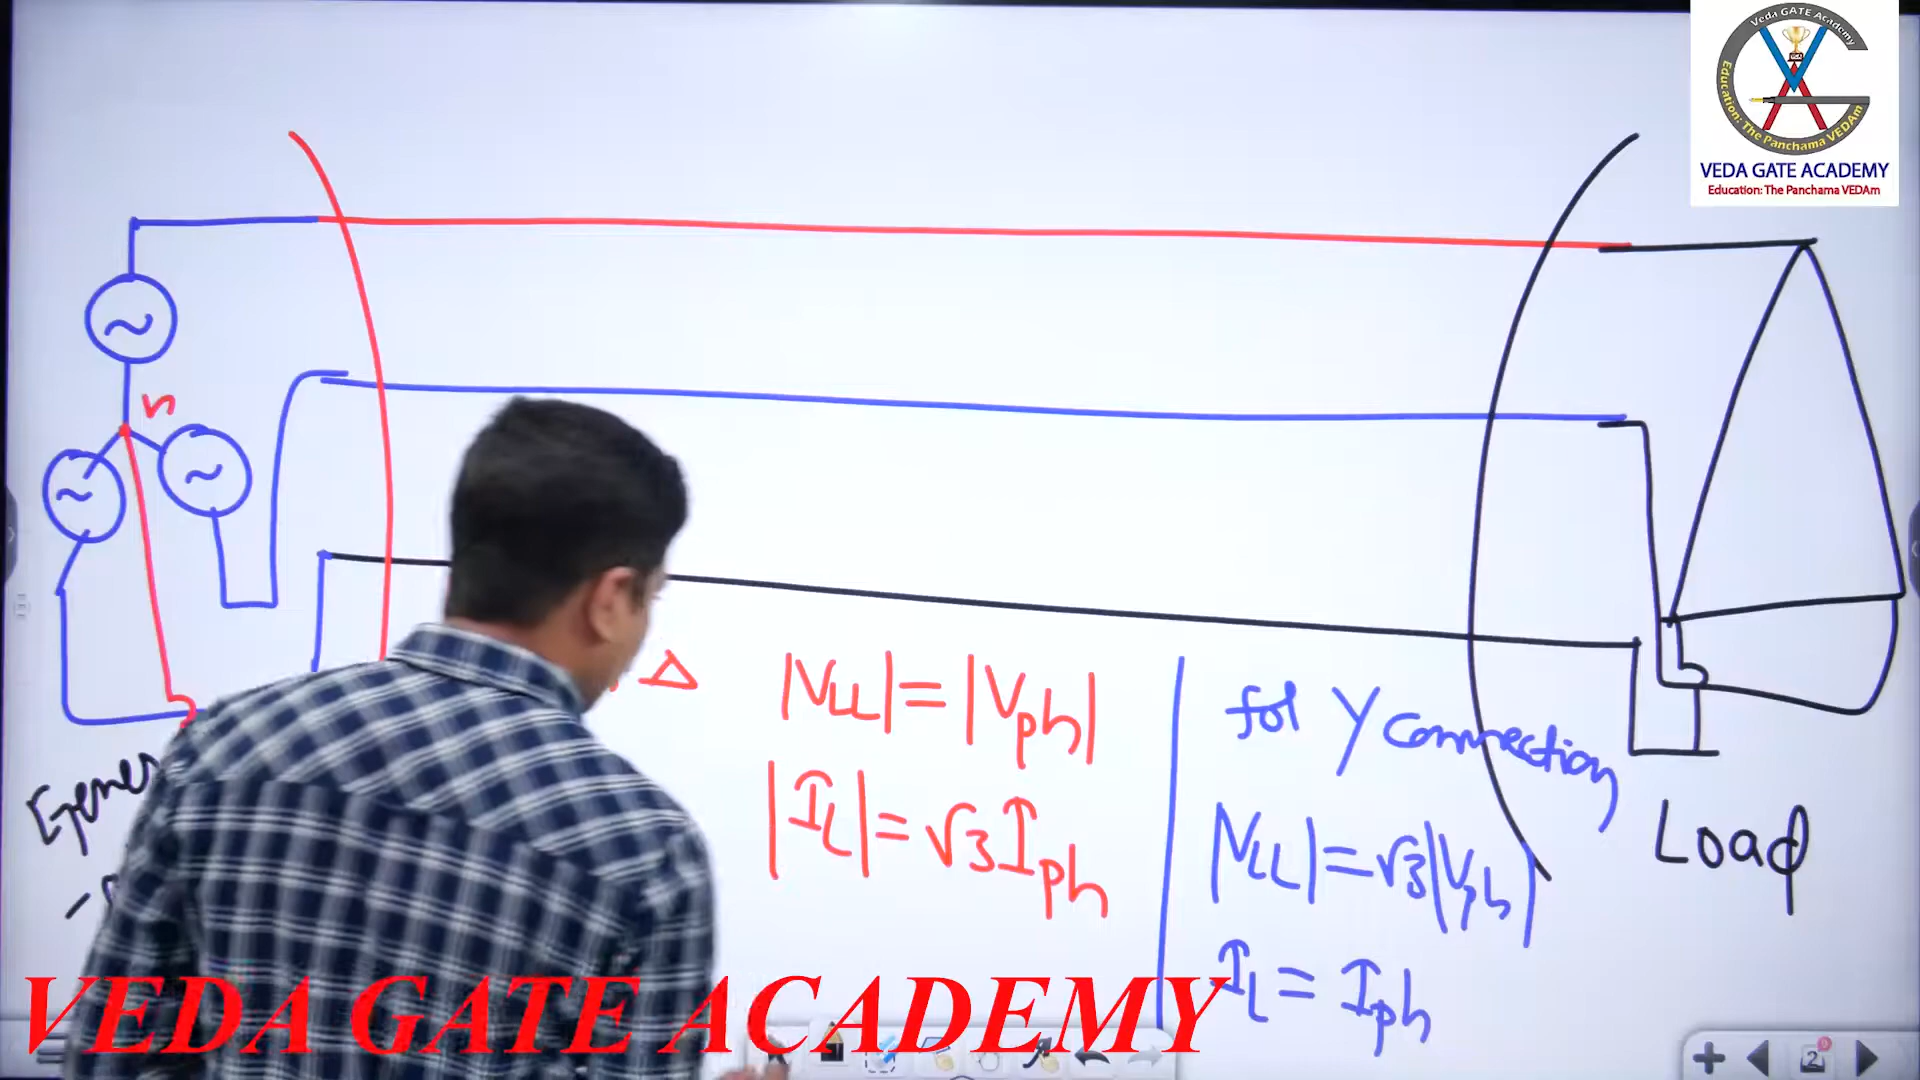 Veda GATE Academy
Education: The Panchama VEDAm
VEDA GATE ACADEMY
Education: The Panchama VEDAm
n
Δ |VLL| = |Vph|
|IL| = √3 Iph
for Y connection
|VLL| = √3 |Vph|
IL = Iph
Load
VEDA GATE ACADEMY
2